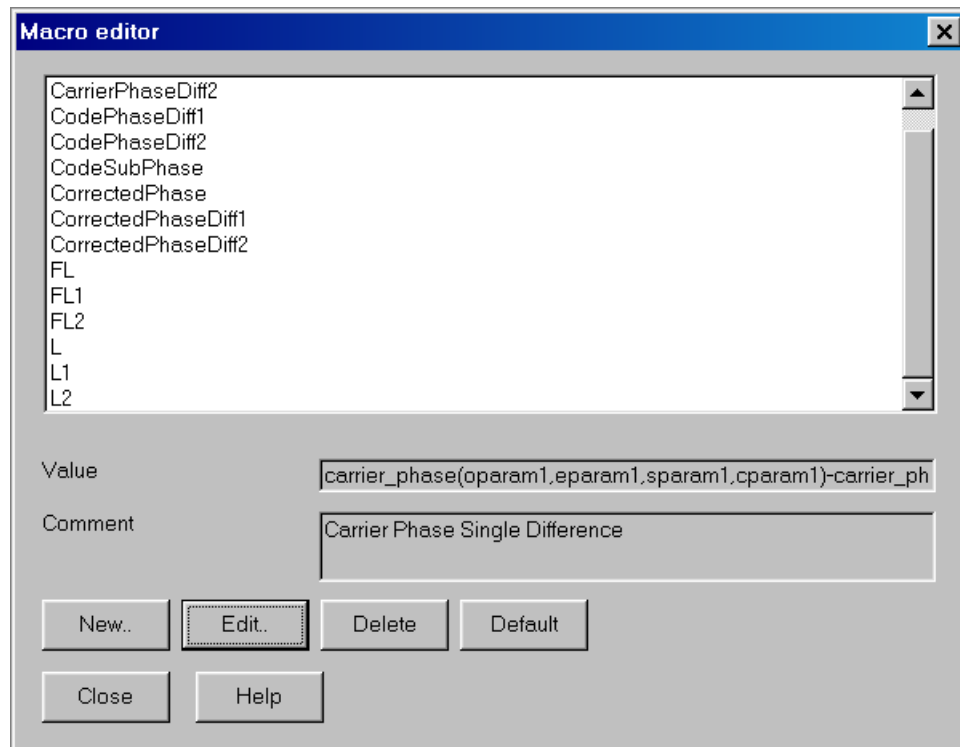 Macro editor
CarrierPhaseDiff2
CodePhaseDiff1
CodePhaseDiff2
CodeSubPhase
CorrectedPhase
CorrectedPhaseDiff1
CorrectedPhaseDiff2
FL
FL1
FL2
L
L1
L2
Value carrier_phase(oparam1,eparam1,sparam1,cparam1)-carrier_ph
Comment Carrier Phase Single Difference
New.. Edit.. Delete Default
Close Help